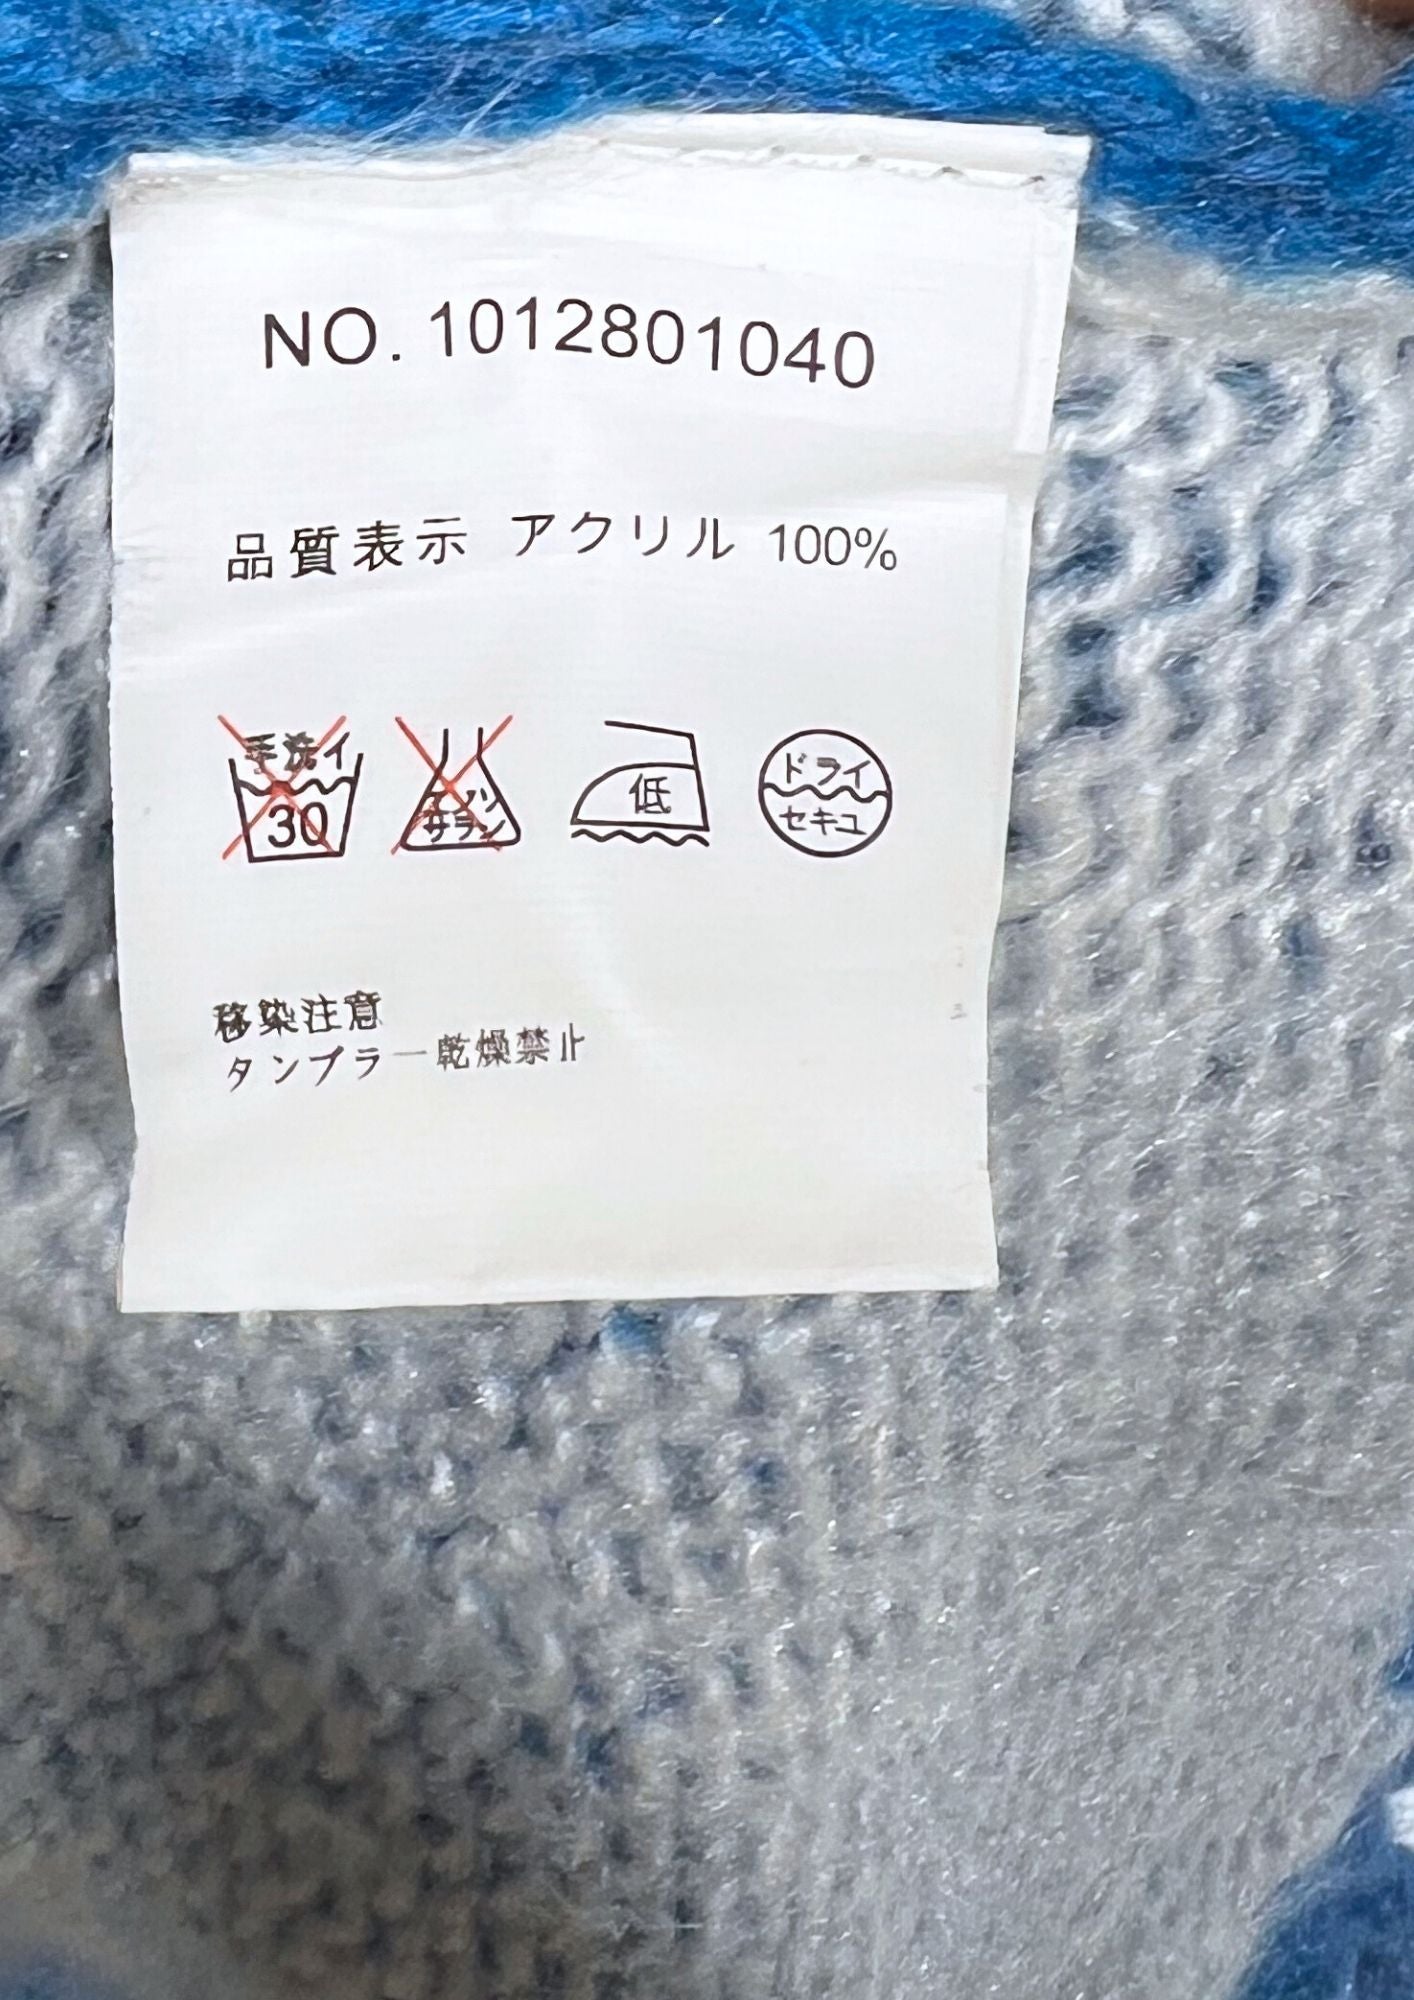 NO. 1012801040
品質表示 アクリル 100%
手洗イ
30
エンソ
サラシ
低
ドライ
セキユ
移染注意
タンブラー乾燥禁止